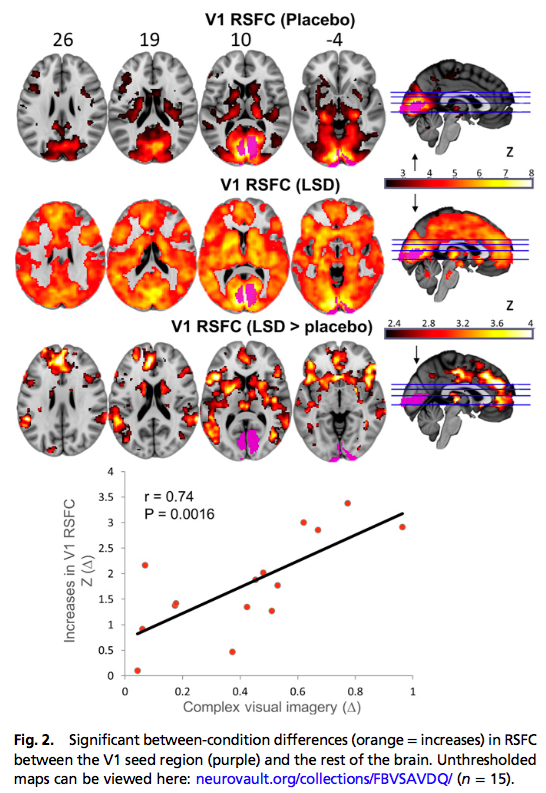 V1 RSFC (Placebo)
26 19 10 -4
Z
3 4 5 6 7 8
V1 RSFC (LSD)
Z
V1 RSFC (LSD > placebo)
2.4 2.8 3.2 3.6 4
4
3.5
3
2.5
2
1.5
1
0.5
0
Increases in V1 RSFC
Z (Δ)
r = 0.74
P = 0.0016
0 0.2 0.4 0.6 0.8 1
Complex visual imagery (Δ)
Fig. 2. Significant between-condition differences (orange = increases) in RSFC
between the V1 seed region (purple) and the rest of the brain. Unthresholded
maps can be viewed here: neurovault.org/collections/FBVSAVDQ/ (n = 15).